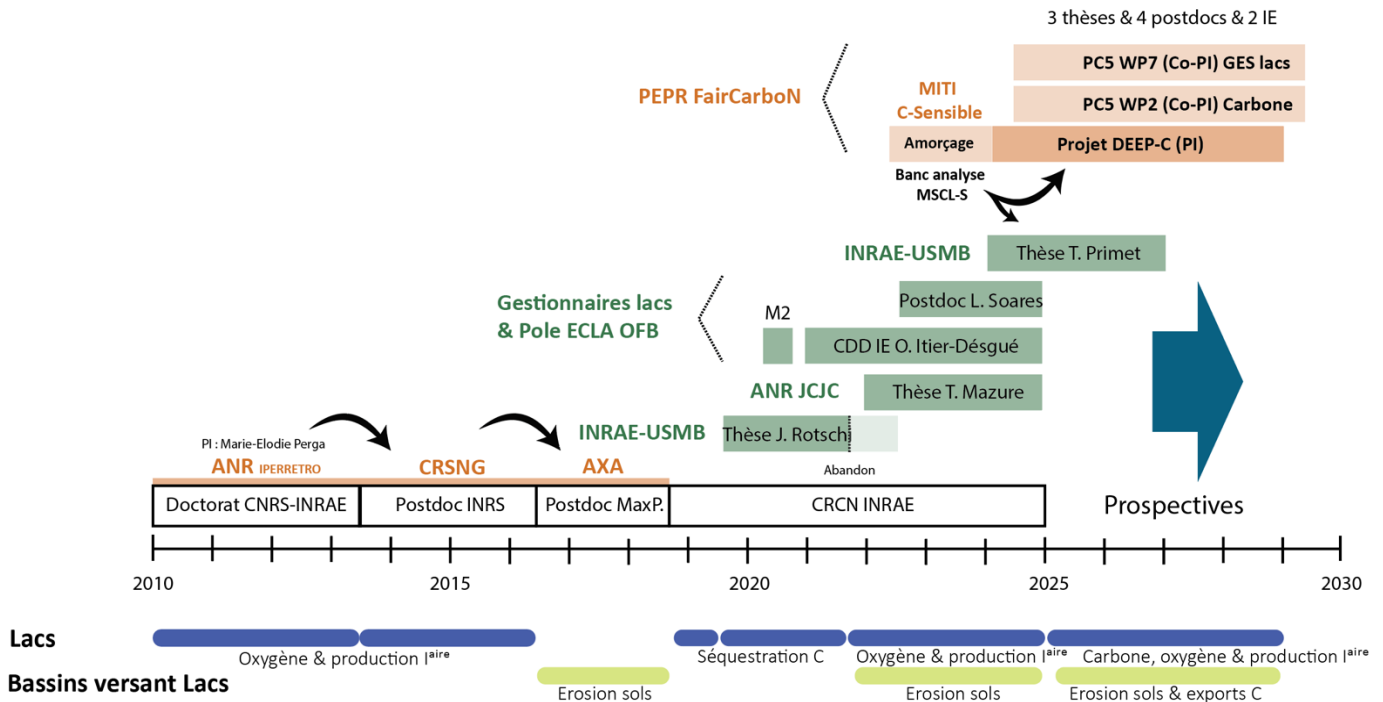 3 thèses & 4 postdocs & 2 IE
PC5 WP7 (Co-PI) GES lacs
PEPR FairCarboN
MITI
C-Sensible
PC5 WP2 (Co-PI) Carbone
Amorçage
Projet DEEP-C (PI)
Banc analyse
MSCL-S
INRAE-USMB
Thèse T. Primet
Gestionnaires lacs
& Pole ECLA OFB
Postdoc L. Soares
M2
CDD IE O. Itier-Désgué
ANR JCJC
Thèse T. Mazure
INRAE-USMB
Thèse J. Rotschi
PI : Marie-Elodie Perga
ANR IPERRETRO
CRSNG
AXA
Abandon
Doctorat CNRS-INRAE
Postdoc INRS
Postdoc MaxP.
CRCN INRAE
Prospectives
2010
2015
2020
2025
2030
Lacs
Oxygène & production Iaire
Séquestration C
Oxygène & production Iaire
Carbone, oxygène & production Iaire
Bassins versant Lacs
Erosion sols
Erosion sols
Erosion sols & exports C